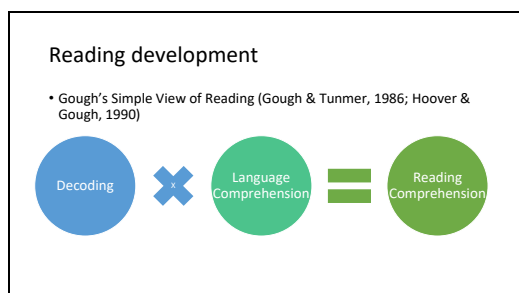 Reading development
• Gough's Simple View of Reading (Gough & Tunmer, 1986; Hoover &
Gough, 1990)
Decoding
x
Language
Comprehension
Reading
Comprehension